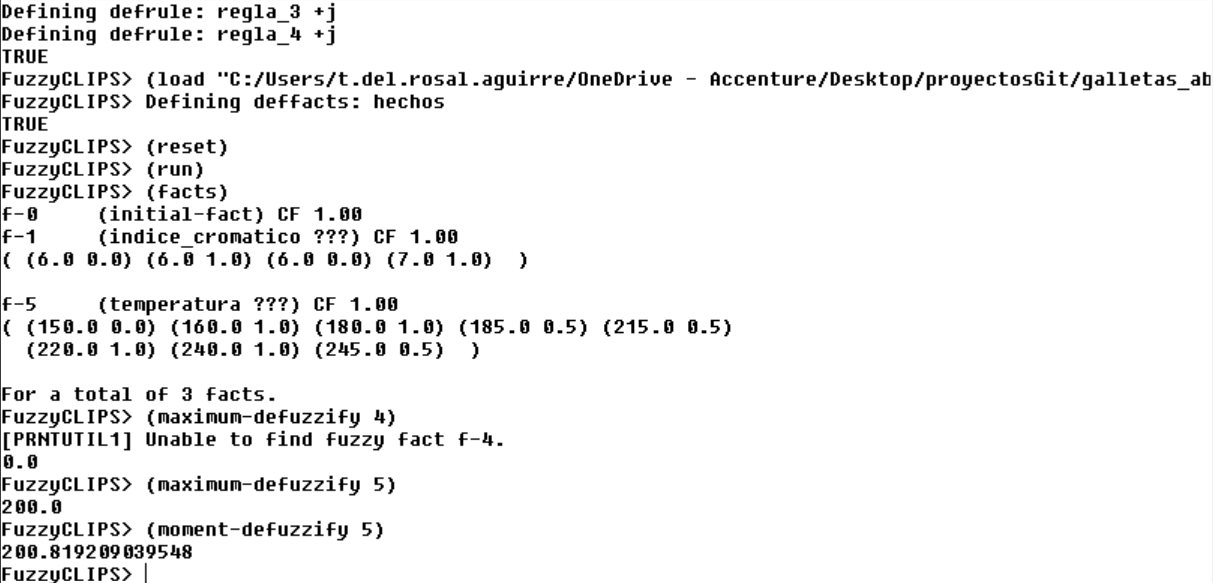 Defining defrule: regla_3 +j
Defining defrule: regla_4 +j
TRUE
FuzzyCLIPS> (load "C:/Users/t.del.rosal.aguirre/OneDrive - Accenture/Desktop/proyectosGit/galletas_ab
FuzzyCLIPS> Defining deffacts: hechos
TRUE
FuzzyCLIPS> (reset)
FuzzyCLIPS> (run)
FuzzyCLIPS> (facts)
f-0     (initial-fact) CF 1.00
f-1     (indice_cromatico ???) CF 1.00
( (6.0 0.0) (6.0 1.0) (6.0 0.0) (7.0 1.0)  )
f-5     (temperatura ???) CF 1.00
( (150.0 0.0) (160.0 1.0) (180.0 1.0) (185.0 0.5) (215.0 0.5)
(220.0 1.0) (240.0 1.0) (245.0 0.5)  )
For a total of 3 facts.
FuzzyCLIPS> (maximum-defuzzify 4)
[PRNTUTIL1] Unable to find fuzzy fact f-4.
0.0
FuzzyCLIPS> (maximum-defuzzify 5)
200.0
FuzzyCLIPS> (moment-defuzzify 5)
200.819209039548
FuzzyCLIPS>